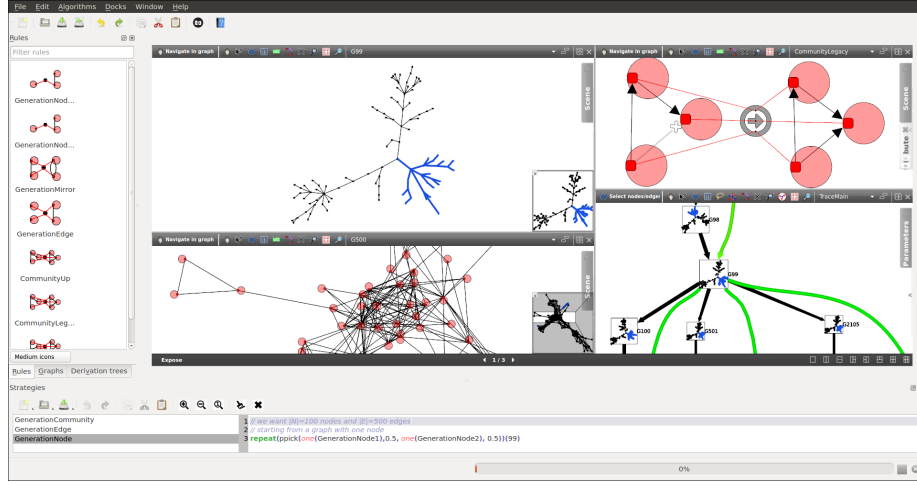 File Edit Algorithms Docks Window Help
Rules
Filter rules
GenerationNod...
GenerationNod...
GenerationMirror
GenerationEdge
CommunityUp
CommunityLeg...
Medium icons
Rules Graphs Derivation trees
Navigate in graph G99
Scene
Navigate in graph CommunityLegacy
Scene
bute
Navigate in graph G500
Scene
Select nodes/edges TraceMain
Parameters
G98
G99
G100
G501
G2105
Expose 1 / 3
Strategies
GenerationCommunity
GenerationEdge
GenerationNode
1 // we want |N|=100 nodes and |E|=500 edges
2 // starting from a graph with one node
3 repeat(ppick(one(GenerationNode1),0.5, one(GenerationNode2), 0.5))(99)
0%